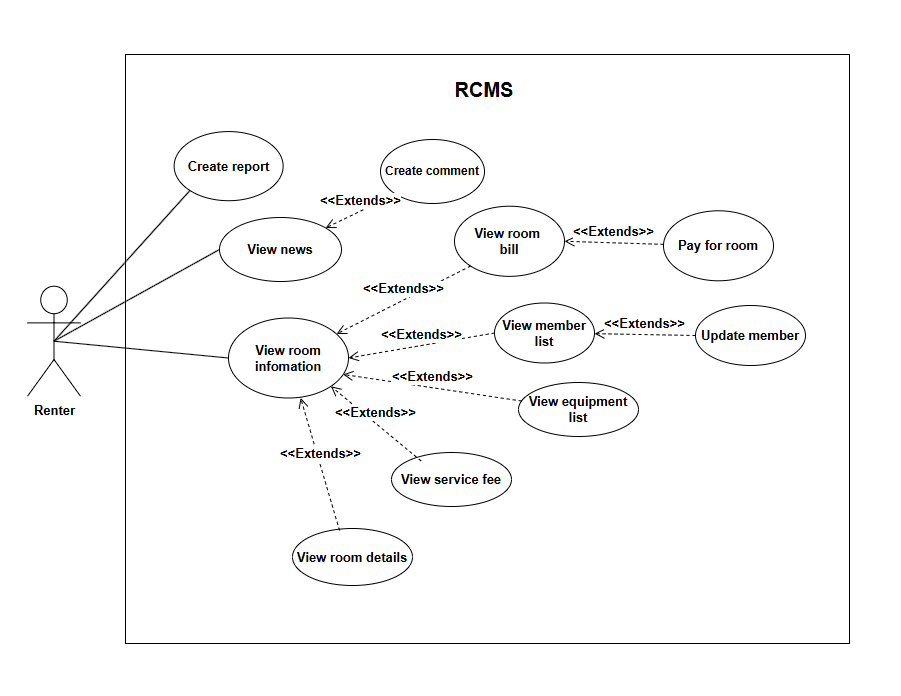 RCMS
Create report
Create comment
<<Extends>>
View news
View room
bill
<<Extends>>
Pay for room
<<Extends>>
View member
list
<<Extends>>
Update member
<<Extends>>
View room
infomation
<<Extends>>
View equipment
list
Renter
<<Extends>>
<<Extends>>
View service fee
View room details